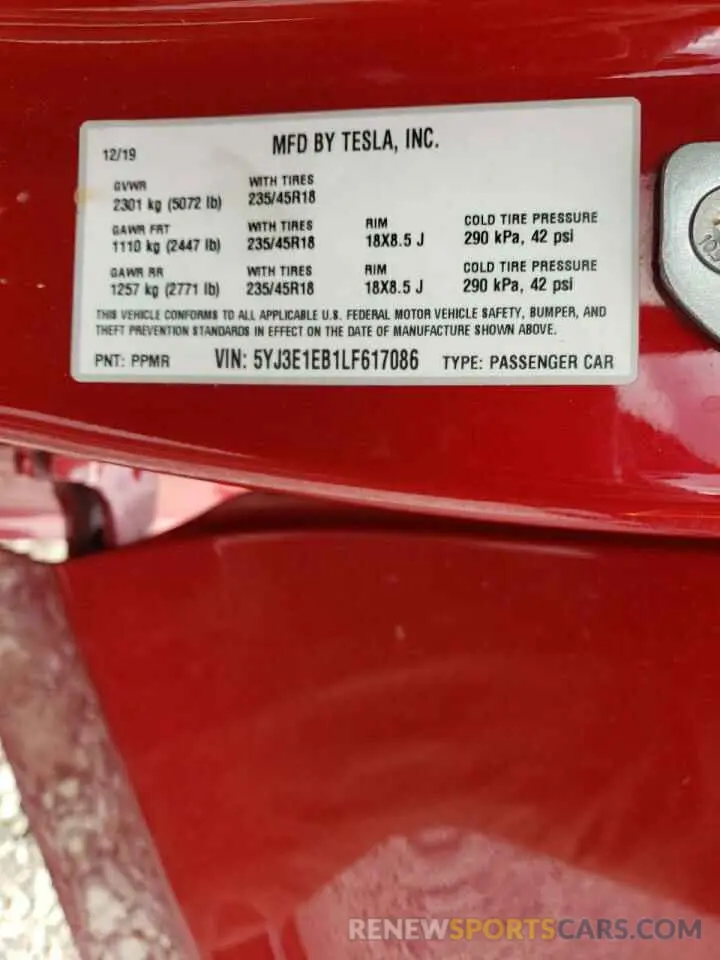 MFD BY TESLA, INC.
12/19
GVWR WITH TIRES
2301 kg (5072 lb) 235/45R18
GAWR FRT WITH TIRES RIM COLD TIRE PRESSURE
1110 kg (2447 lb) 235/45R18 18X8.5 J 290 kPa, 42 psi
GAWR RR WITH TIRES RIM COLD TIRE PRESSURE
1257 kg (2771 lb) 235/45R18 18X8.5 J 290 kPa, 42 psi
THIS VEHICLE CONFORMS TO ALL APPLICABLE U.S. FEDERAL MOTOR VEHICLE SAFETY, BUMPER, AND
THEFT PREVENTION STANDARDS IN EFFECT ON THE DATE OF MANUFACTURE SHOWN ABOVE.
PNT: PPMR VIN: 5YJ3E1EB1LF617086 TYPE: PASSENGER CAR
RENEWSPORTSCARS.COM